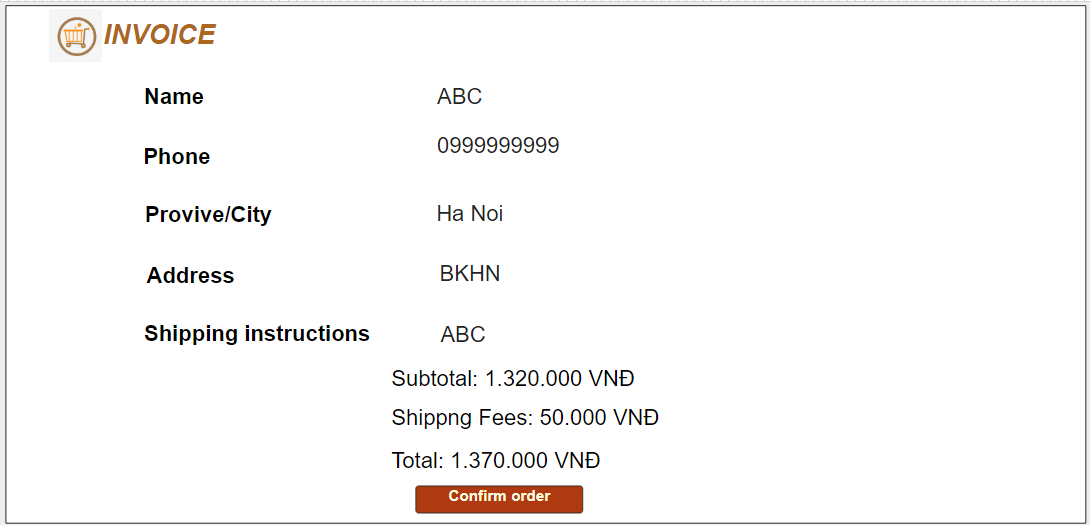 INVOICE
Name ABC
Phone 0999999999
Provive/City Ha Noi
Address BKHN
Shipping instructions ABC
Subtotal: 1.320.000 VNĐ
Shippng Fees: 50.000 VNĐ
Total: 1.370.000 VNĐ
Confirm order